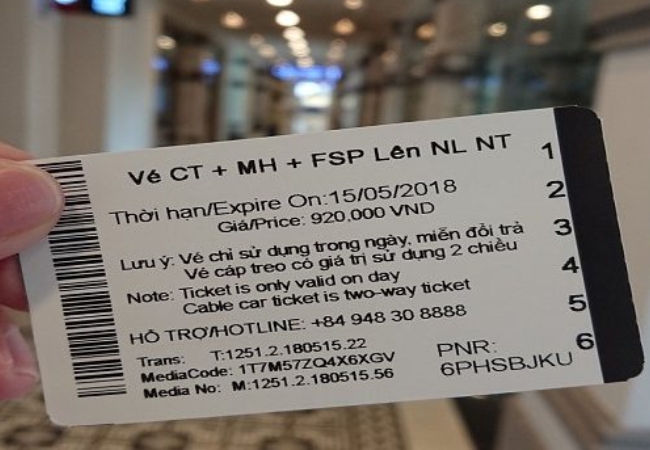 Vé CT + MH + FSP Lên NL NT
Thời hạn/Expire On:15/05/2018
Giá/Price: 920,000 VND
Lưu ý: Vé chỉ sử dụng trong ngày, miễn đổi trả
Vé cáp treo có giá trị sử dụng 2 chiều
Note: Ticket is only valid on day
Cable car ticket is two-way ticket
HỖ TRỢ/HOTLINE: +84 948 30 8888
Trans: T:1251.2.180515.22
MediaCode: 1T7M57ZQ4X6XGV
Media No: M:1251.2.180515.56
PNR:
6PHSBJKU
1
2
3
4
5
6